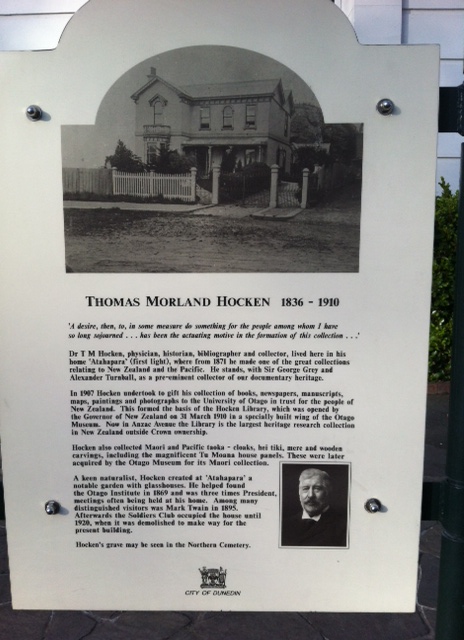 THOMAS MORLAND HOCKEN 1836 - 1910
'A desire, then, to, in some measure do something for the people among whom I have
so long sojourned . . . has been the actuating motive in the formation of this collection . . .'
Dr T M Hocken, physician, historian, bibliographer and collector, lived here in his
home 'Atahapara' (first light), where from 1871 he made one of the great collections
relating to New Zealand and the Pacific. He stands, with Sir George Grey and
Alexander Turnbull, as a pre-eminent collector of our documentary heritage.
In 1907 Hocken undertook to gift his collection of books, newspapers, manuscripts,
maps, paintings and photographs to the University of Otago in trust for the people of
New Zealand. This formed the basis of the Hocken Library, which was opened by
the Governor of New Zealand on 31 March 1910 in a specially built wing of the Otago
Museum. Now in Anzac Avenue the Library is the largest heritage research collection
in New Zealand outside Crown ownership.
Hocken also collected Maori and Pacific taoka - cloaks, hei tiki, mere and wooden
carvings, including the magnificent Tu Moana house panels. These were later
acquired by the Otago Museum for its Maori collection.
A keen naturalist, Hocken created at 'Atahapara' a
notable garden with glasshouses. He helped found
the Otago Institute in 1869 and was three times President,
meetings often being held at his home. Among many
distinguished visitors was Mark Twain in 1895.
Afterwards the Soldiers Club occupied the house until
1920, when it was demolished to make way for the
present building.
Hocken's grave may be seen in the Northern Cemetery.
CITY OF DUNEDIN